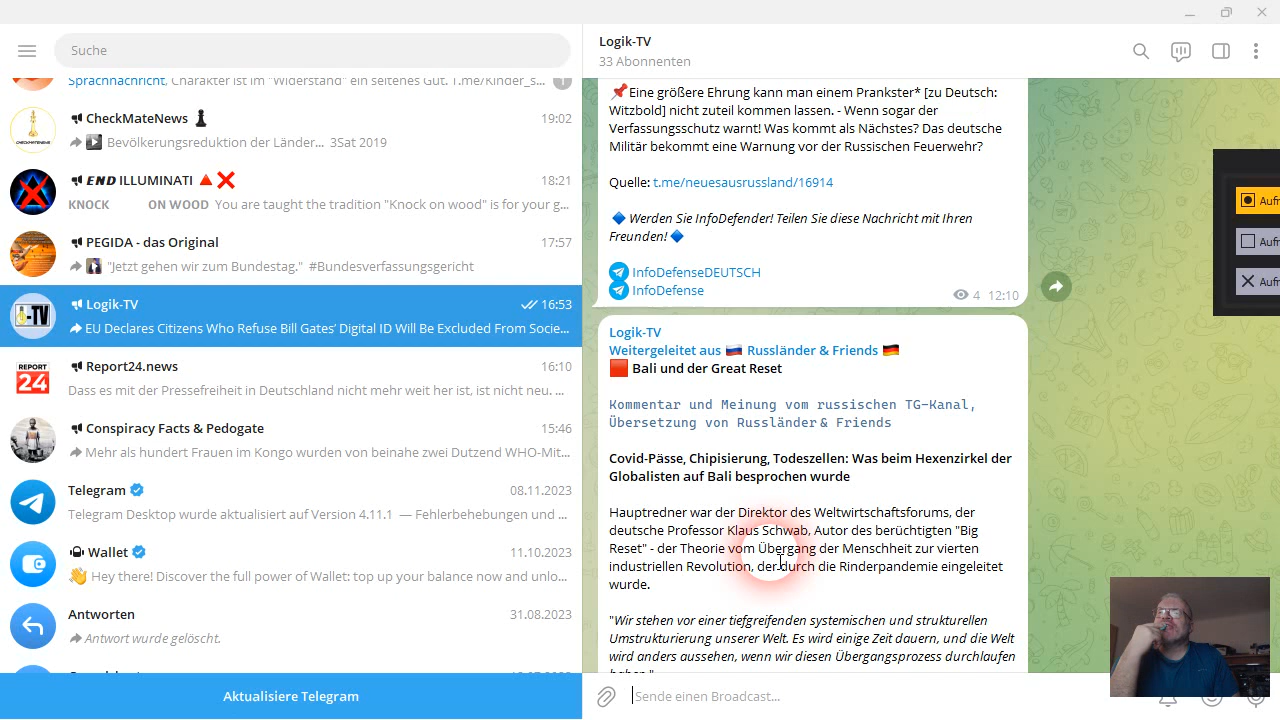 Suche
Sprachnachricht, Charakter ist im "Widerstand" ein seltenes Gut. T.me/Kinder_s...
CheckMateNews 19:02
Bevölkerungsreduktion der Länder... 3Sat 2019
END ILLUMINATI 18:21
KNOCK ON WOOD You are taught the tradition "Knock on wood" is for your g...
PEGIDA - das Original 17:57
"Jetzt gehen wir zum Bundestag." #Bundesverfassungsgericht
Logik-TV 16:53
EU Declares Citizens Who Refuse Bill Gates' Digital ID Will Be Excluded From Socie...
REPORT
24
Report24.news 16:10
Dass es mit der Pressefreiheit in Deutschland nicht mehr weit her ist, ist nicht neu. ...
Conspiracy Facts & Pedogate 15:46
Mehr als hundert Frauen im Kongo wurden von beinahe zwei Dutzend WHO-Mit...
Telegram 08.11.2023
Telegram Desktop wurde aktualisiert auf Version 4.11.1 — Fehlerbehebungen und ...
Wallet 11.10.2023
Hey there! Discover the full power of Wallet: top up your balance now and unlo...
Antworten 31.08.2023
Antwort wurde gelöscht.
Aktualisiere Telegram
Logik-TV
33 Abonnenten
Eine größere Ehrung kann man einem Prankster* [zu Deutsch:
Witzbold] nicht zuteil kommen lassen. - Wenn sogar der
Verfassungsschutz warnt! Was kommt als Nächstes? Das deutsche
Militär bekommt eine Warnung vor der Russischen Feuerwehr?
Quelle: t.me/neuesausrussland/16914
Werden Sie InfoDefender! Teilen Sie diese Nachricht mit Ihren
Freunden!
InfoDefenseDEUTSCH
InfoDefense
4 12:10
Logik-TV
Weitergeleitet aus Russländer & Friends
Bali und der Great Reset
Kommentar und Meinung vom russischen TG-Kanal,
Übersetzung von Russländer & Friends
Covid-Pässe, Chipisierung, Todeszellen: Was beim Hexenzirkel der
Globalisten auf Bali besprochen wurde
Hauptredner war der Direktor des Weltwirtschaftsforums, der
deutsche Professor Klaus Schwab, Autor des berüchtigten "Big
Reset" - der Theorie vom Übergang der Menschheit zur vierten
industriellen Revolution, der durch die Rinderpandemie eingeleitet
wurde.
"Wir stehen vor einer tiefgreifenden systemischen und strukturellen
Umstrukturierung unserer Welt. Es wird einige Zeit dauern, und die Welt
wird anders aussehen, wenn wir diesen Übergangsprozess durchlaufen
Sende einen Broadcast...
Aufn
Aufn
Aufn